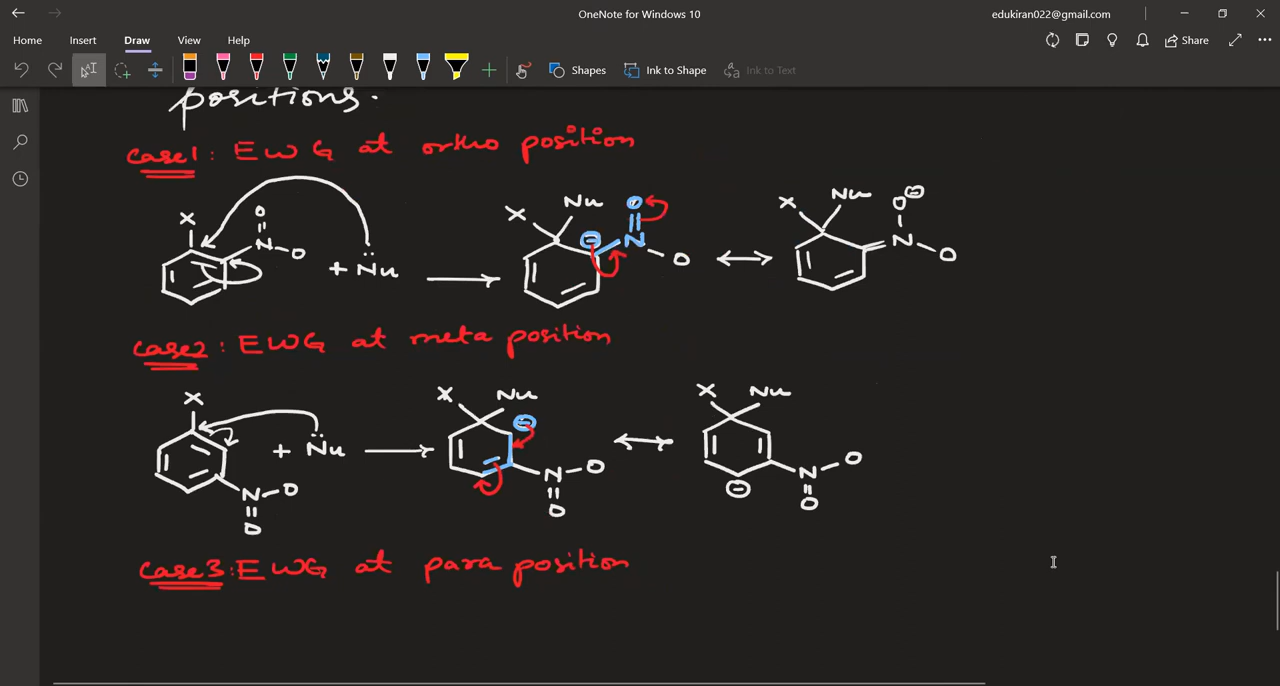 OneNote for Windows 10
edukiran022@gmail.com
Home Insert Draw View Help
Share
Shapes Ink to Shape Ink to Text
positions.
case1: EWG at ortho position
X O N O + Nu X Nu O N O X Nu O N O
case2: EWG at meta position
X N O O + Nu X Nu N O O X Nu N O O
case3: EWG at para position